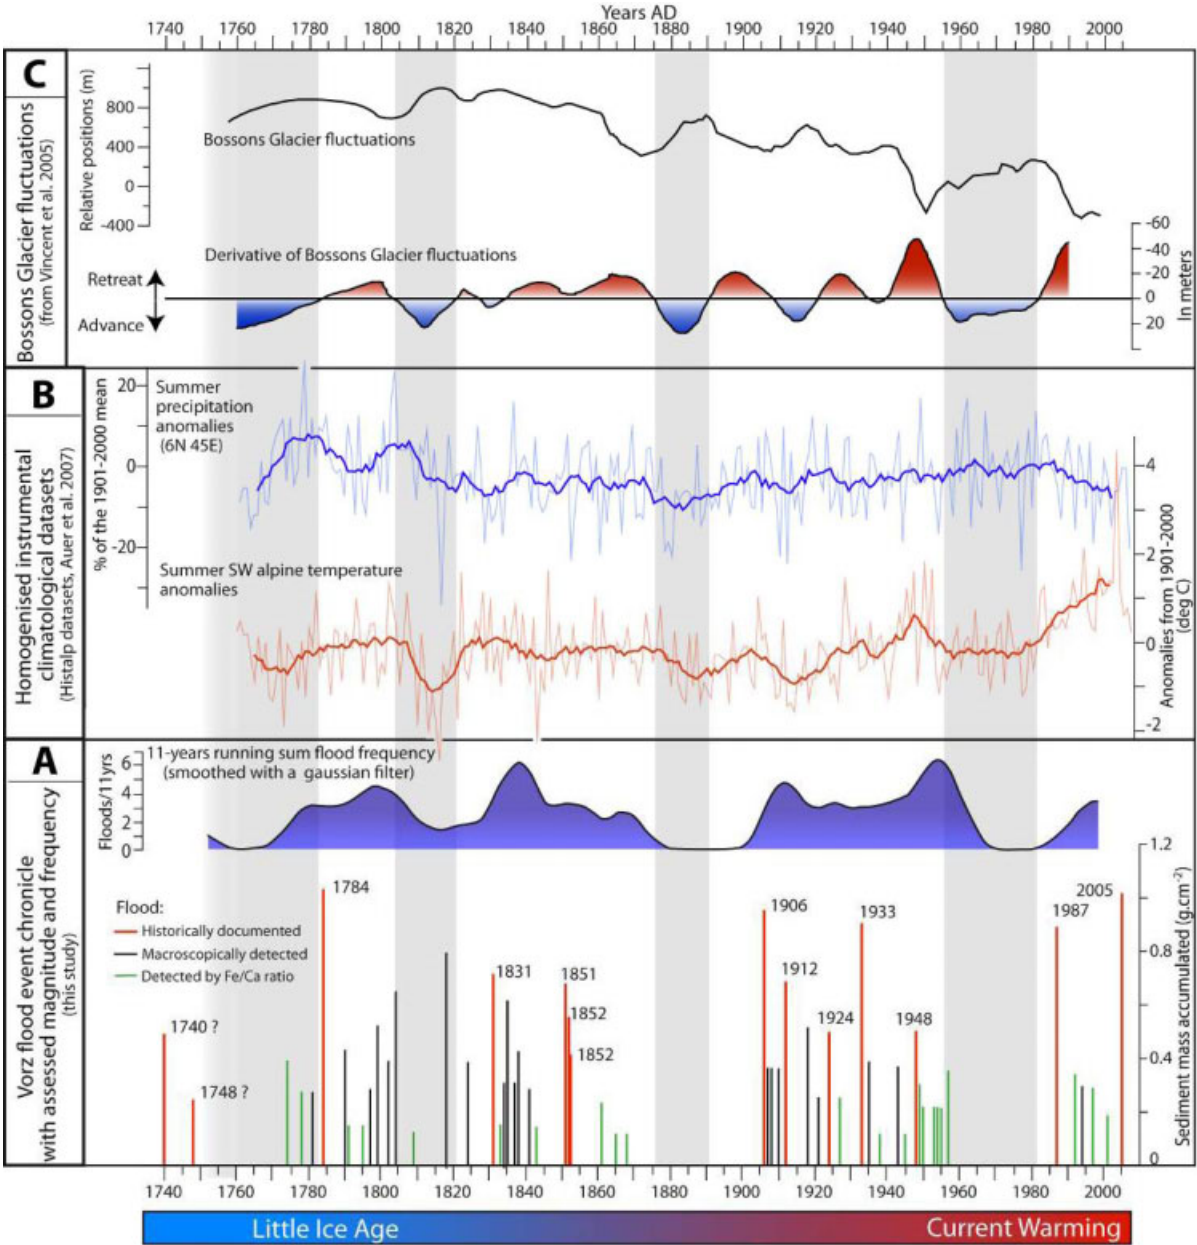 Years AD
1740 1760 1780 1800 1820 1840 1860 1880 1900 1920 1940 1960 1980 2000
C
Bossons Glacier fluctuations
(from Vincent et al. 2005)
Relative positions (m)
800
400
0
-400
Bossons Glacier fluctuations
Derivative of Bossons Glacier fluctuations
Retreat
Advance
-60
-40
-20
0
20
In meters
B
Homogenised instrumental
climatological datasets
(Histalp datasets, Auer et al. 2007)
% of the 1901-2000 mean
20
0
-20
Summer
precipitation
anomalies
(6N 45E)
Summer SW alpine temperature
anomalies
4
2
0
-2
Anomalies from 1901-2000
(deg C)
A
Vorz flood event chronicle
with assessed magnitude and frequency
(this study)
11-years running sum flood frequency
(smoothed with a gaussian filter)
Floods/11yrs
6
4
2
0
Flood:
Historically documented
Macroscopically detected
Detected by Fe/Ca ratio
1740 ?
1748 ?
1784
1831
1851
1852
1852
1906
1912
1924
1933
1948
1987
2005
1.2
0.8
0.4
0
Sediment mass accumulated (g.cm-2)
1740 1760 1780 1800 1820 1840 1860 1880 1900 1920 1940 1960 1980 2000
Little Ice Age
Current Warming